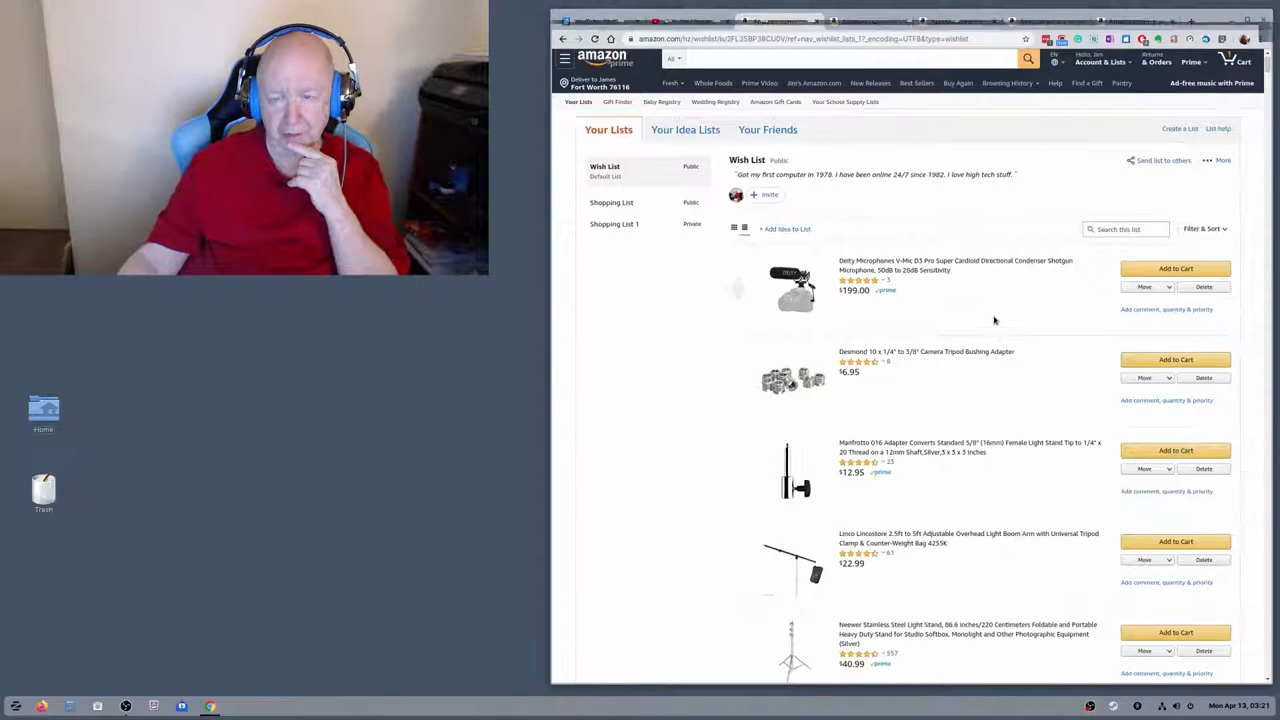 amazon.com/hz/wishlist/ls/2FL35BP38CU0V/ref=nav_wishlist_lists_1?_encoding=UTF8&type=wishlist
amazon prime
All
EN
Hello, Jim
Account & Lists
Returns
& Orders
Prime
Cart
Deliver to James
Fort Worth 76116
Fresh Whole Foods Prime Video Jim's Amazon.com New Releases Best Sellers Buy Again Browsing History Help Find a Gift Pantry
Ad-free music with Prime
Your Lists Gift Finder Baby Registry Wedding Registry Amazon Gift Cards Your School Supply Lists
Your Lists Your Idea Lists Your Friends
Create a List List help
Wish List Public
Default List
Shopping List Public
Shopping List 1 Private
Wish List Public
Send list to others More
"Got my first computer in 1978. I have been online 24/7 since 1982. I love high tech stuff. "
+ Invite
+ Add Idea to List
Search this list
Filter & Sort
Deity Microphones V-Mic D3 Pro Super Cardioid Directional Condenser Shotgun
Microphone, 50dB to 28dB Sensitivity
3
$199.00 prime
Add to Cart
Move Delete
Add comment, quantity & priority
Desmond 10 x 1/4" to 3/8" Camera Tripod Bushing Adapter
8
$6.95
Add to Cart
Move Delete
Add comment, quantity & priority
Manfrotto 016 Adapter Converts Standard 5/8" (16mm) Female Light Stand Tip to 1/4" x
20 Thread on a 12mm Shaft,Silver,3 x 3 x 3 inches
23
$12.95 prime
Add to Cart
Move Delete
Add comment, quantity & priority
Linco Lincostore 2.5ft to 5ft Adjustable Overhead Light Boom Arm with Universal Tripod
Clamp & Counter-Weight Bag 4255K
61
$22.99
Add to Cart
Move Delete
Add comment, quantity & priority
Neewer Stainless Steel Light Stand, 86.6 inches/220 Centimeters Foldable and Portable
Heavy Duty Stand for Studio Softbox, Monolight and Other Photographic Equipment
(Silver)
557
$40.99 prime
Add to Cart
Move Delete
Add comment, quantity & priority
Home
Trash
Mon Apr 13, 03:21